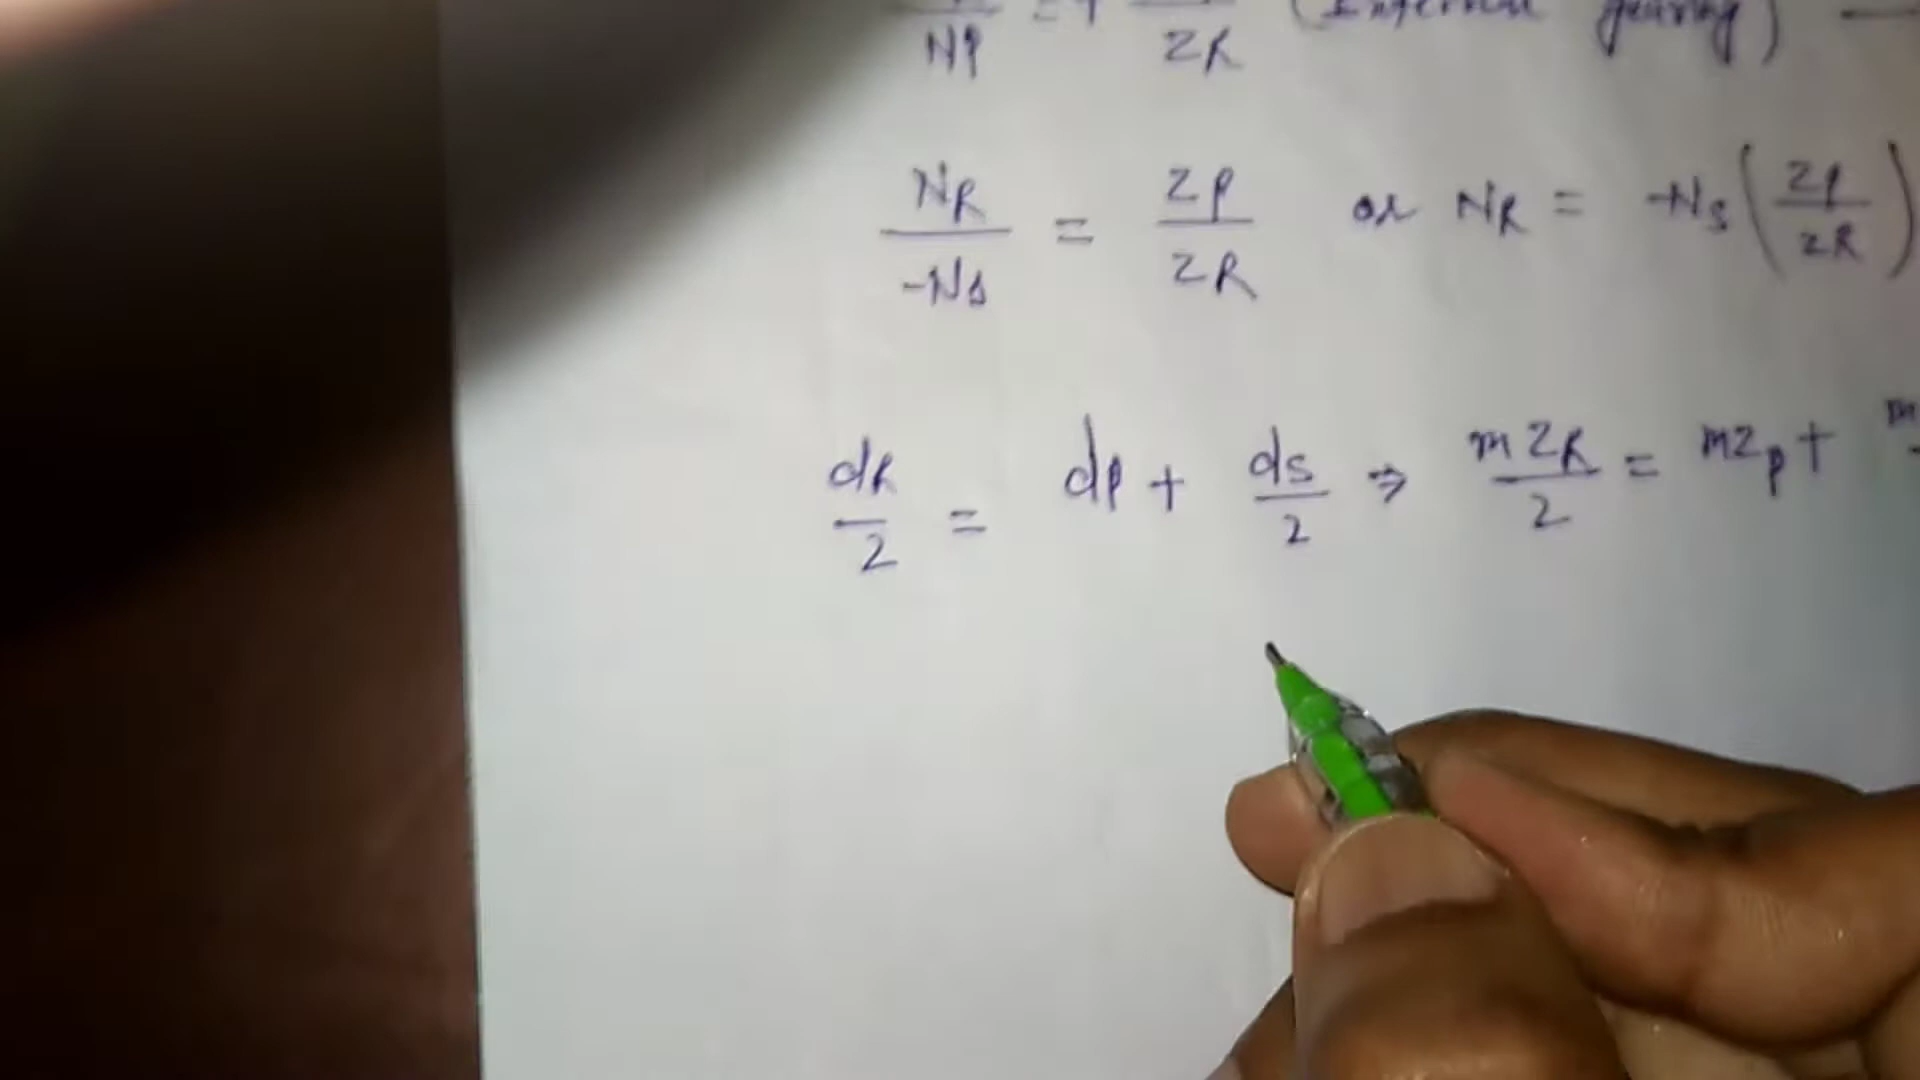 NP = + ZR (Internal gearing) —
NR / -NS = ZP / ZR or NR = -NS (ZP / ZR)
dR / 2 = dP + dS / 2 ⇒ mZR / 2 = mZP + m